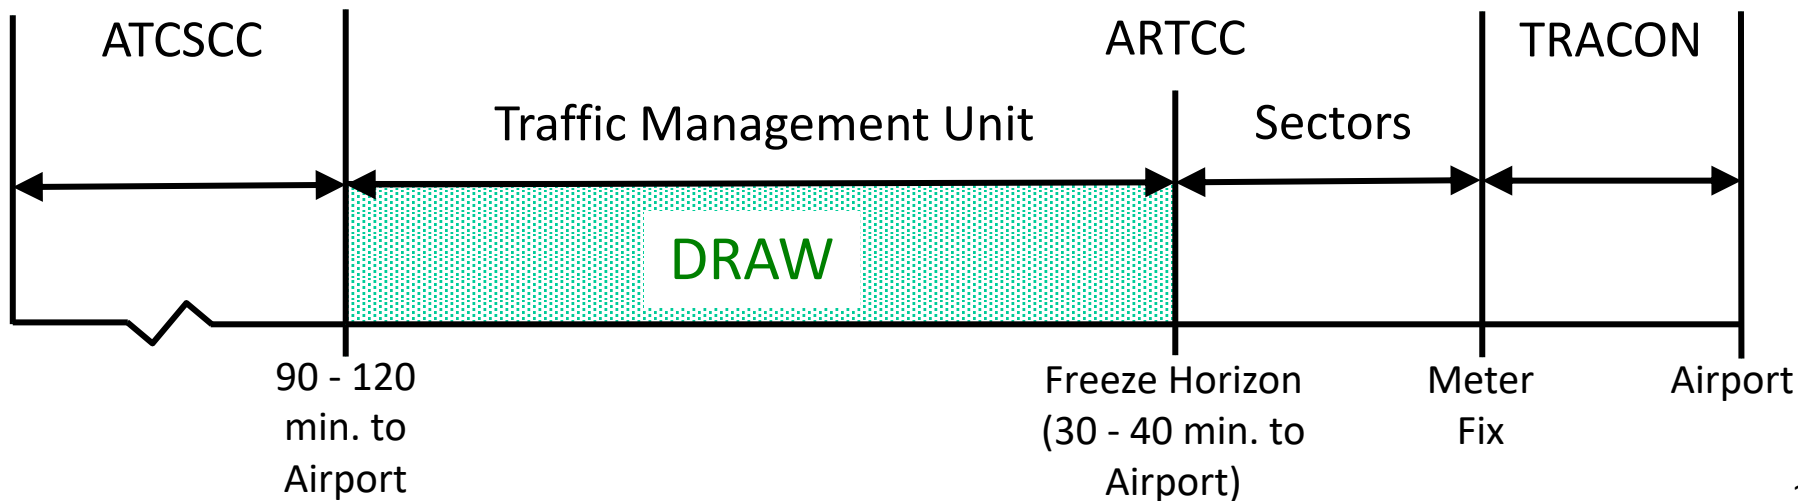 ATCSCC
ARTCC
TRACON
Traffic Management Unit
Sectors
DRAW
90 - 120
min. to
Airport
Freeze Horizon
(30 - 40 min. to
Airport)
Meter
Fix
Airport